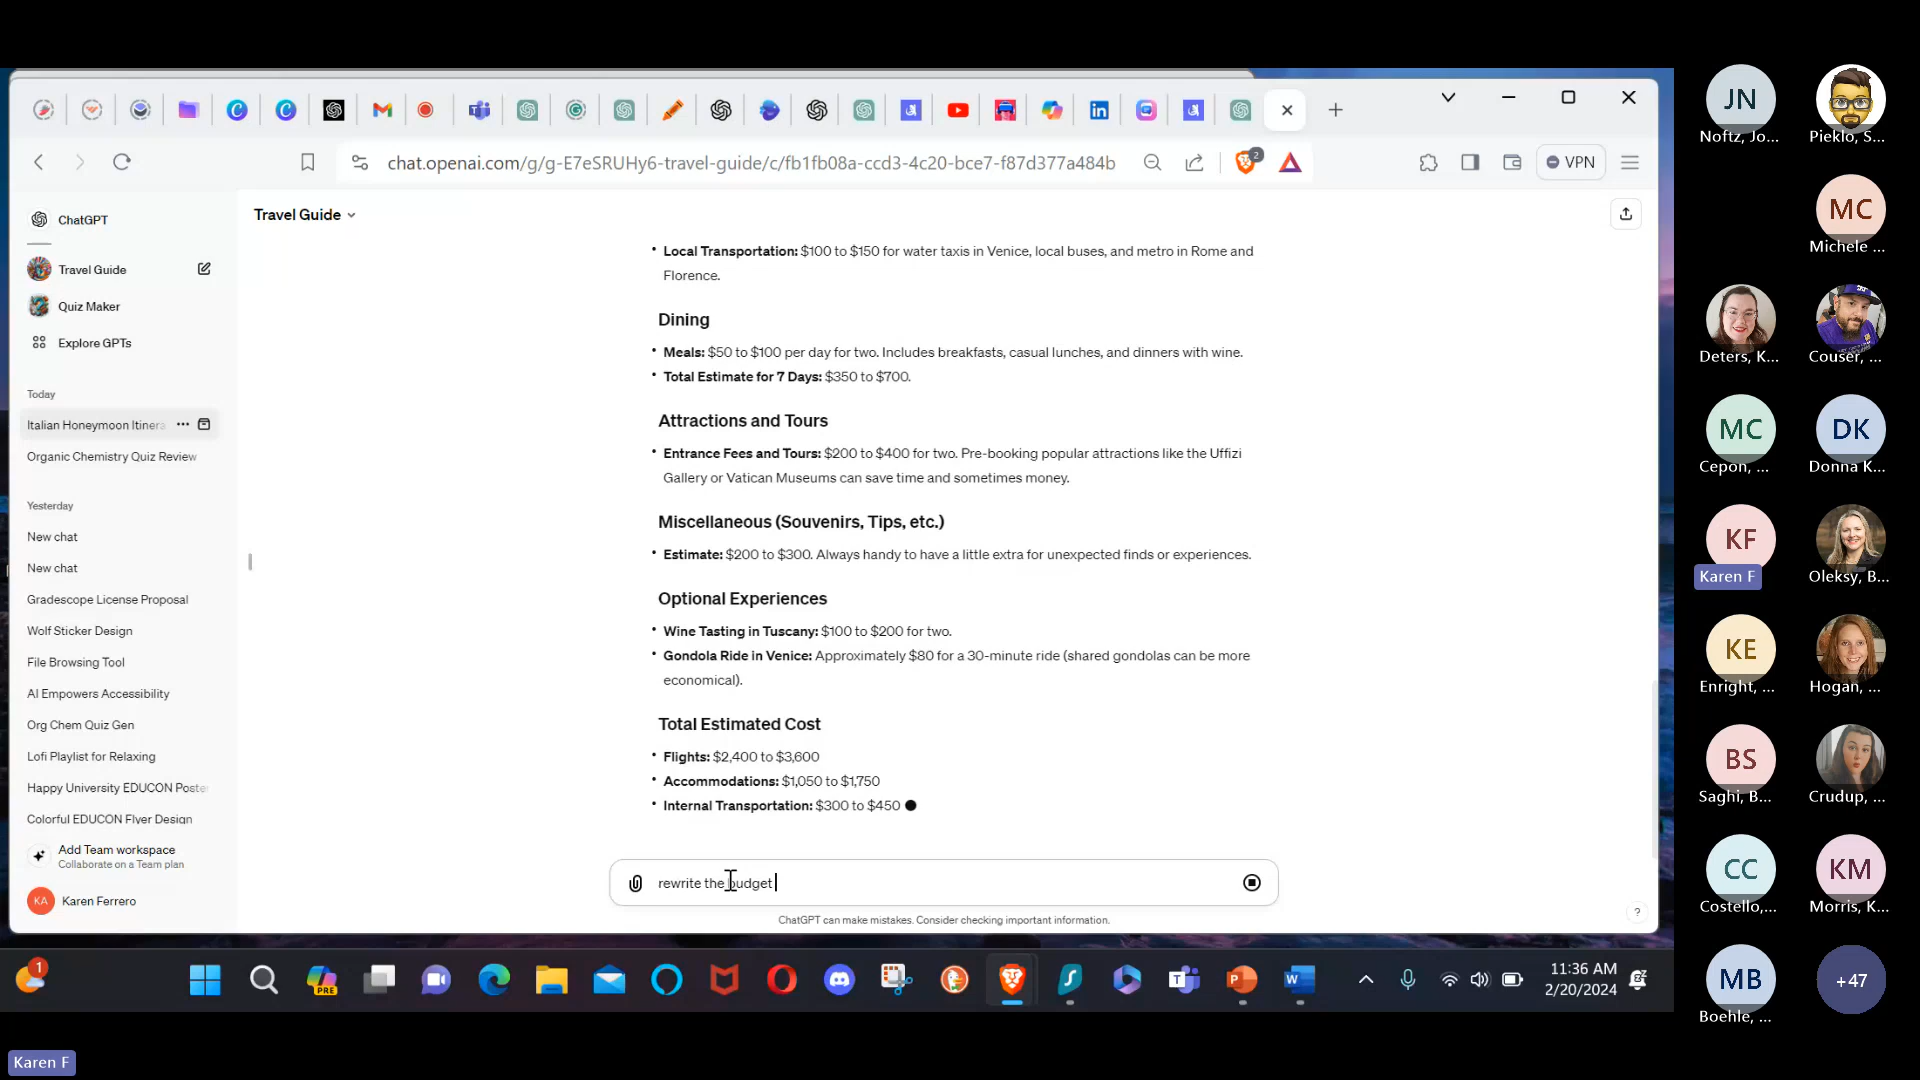 chat.openai.com/g/g-E7eSRUHy6-travel-guide/c/fb1fb08a-ccd3-4c20-bce7-f87d377a484b
2
VPN
ChatGPT
Travel Guide
Quiz Maker
Explore GPTs
Today
Italian Honeymoon Itinera
Organic Chemistry Quiz Review
Yesterday
New chat
New chat
Gradescope License Proposal
Wolf Sticker Design
File Browsing Tool
AI Empowers Accessibility
Org Chem Quiz Gen
Lofi Playlist for Relaxing
Happy University EDUCON Poste
Colorful EDUCON Flyer Design
Add Team workspace
Collaborate on a Team plan
KA Karen Ferrero
Travel Guide
• Local Transportation: $100 to $150 for water taxis in Venice, local buses, and metro in Rome and
Florence.
Dining
• Meals: $50 to $100 per day for two. Includes breakfasts, casual lunches, and dinners with wine.
• Total Estimate for 7 Days: $350 to $700.
Attractions and Tours
• Entrance Fees and Tours: $200 to $400 for two. Pre-booking popular attractions like the Uffizi
Gallery or Vatican Museums can save time and sometimes money.
Miscellaneous (Souvenirs, Tips, etc.)
• Estimate: $200 to $300. Always handy to have a little extra for unexpected finds or experiences.
Optional Experiences
• Wine Tasting in Tuscany: $100 to $200 for two.
• Gondola Ride in Venice: Approximately $80 for a 30-minute ride (shared gondolas can be more
economical).
Total Estimated Cost
• Flights: $2,400 to $3,600
• Accommodations: $1,050 to $1,750
• Internal Transportation: $300 to $450
rewrite the budget
ChatGPT can make mistakes. Consider checking important information.
?
1
PRE
11:36 AM
2/20/2024
Karen F
JN
Noftz, Jo...
Pieklo, S...
MC
Michele ...
Deters, K...
Couser, ...
MC
Cepon, ...
DK
Donna K...
KF
Karen F
Oleksy, B...
KE
Enright, ...
Hogan, ...
BS
Saghi, B...
Crudup, ...
CC
Costello,...
KM
Morris, K...
MB
Boehle, ...
+47